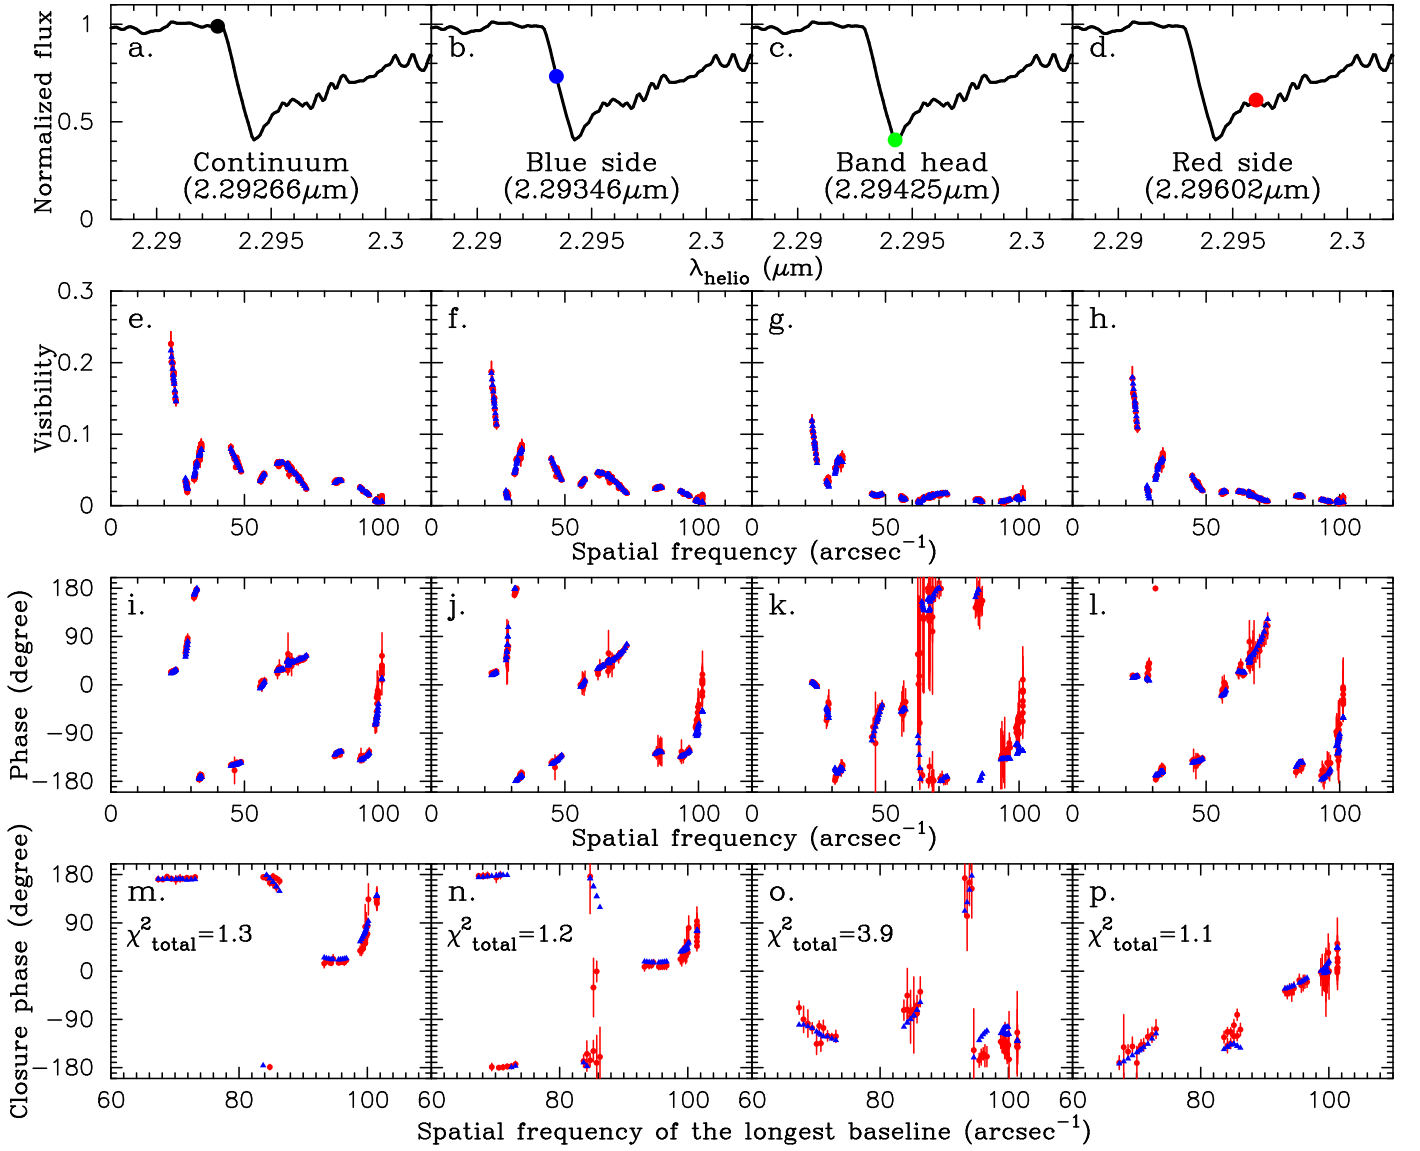 1
0.5
0
Normalized flux
a.
b.
c.
d.
Continuum
(2.29266μm)
Blue side
(2.29346μm)
Band head
(2.29425μm)
Red side
(2.29602μm)
2.29 2.295 2.3 2.29 2.295 2.3 2.29 2.295 2.3 2.29 2.295 2.3
λhelio (μm)
0.3
0.2
0.1
0
Visibility
e.
f.
g.
h.
0 50 100 0 50 100 0 50 100 0 50 100
Spatial frequency (arcsec−1)
180
90
0
−90
−180
Phase (degree)
i.
j.
k.
l.
0 50 100 0 50 100 0 50 100 0 50 100
Spatial frequency (arcsec−1)
180
90
0
−90
−180
Closure phase (degree)
m.
χ2total=1.3
n.
χ2total=1.2
o.
χ2total=3.9
p.
χ2total=1.1
60 80 100 60 80 100 60 80 100 60 80 100
Spatial frequency of the longest baseline (arcsec−1)